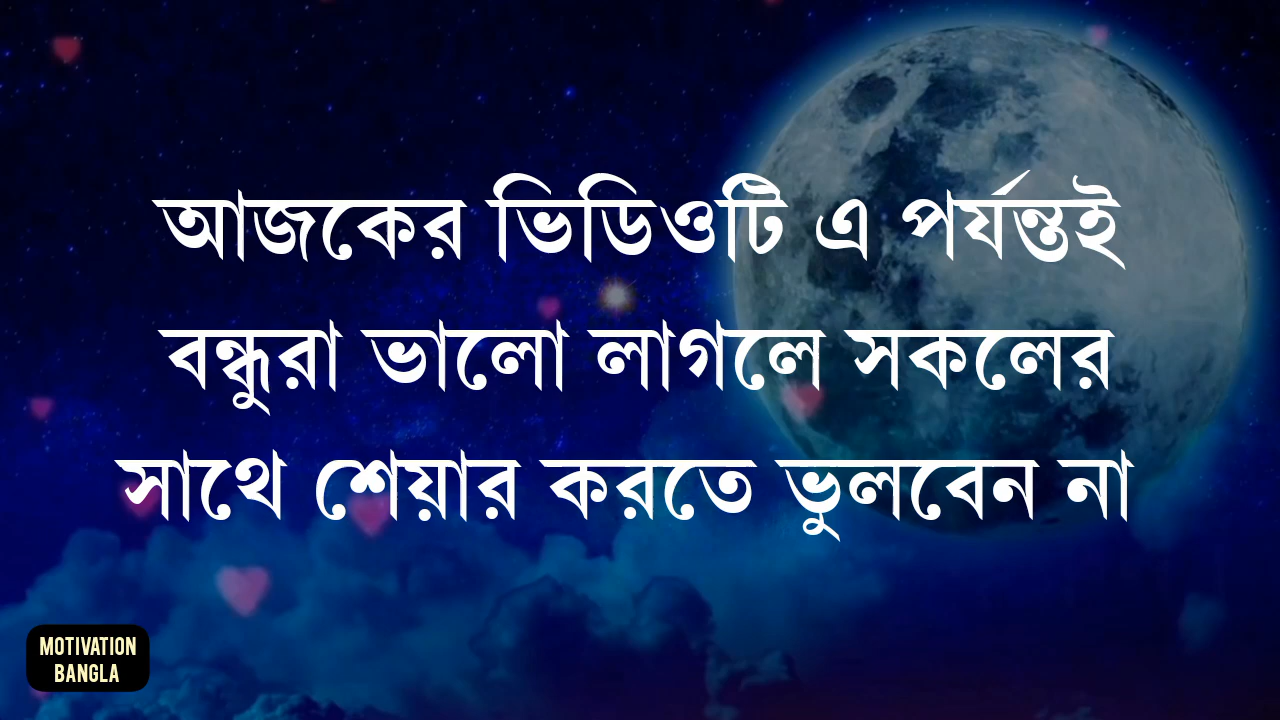 আজকের ভিডিওটি এ পর্যন্তই
বন্ধুরা ভালো লাগলে সকলের
সাথে শেয়ার করতে ভুলবেন না
MOTIVATION
BANGLA